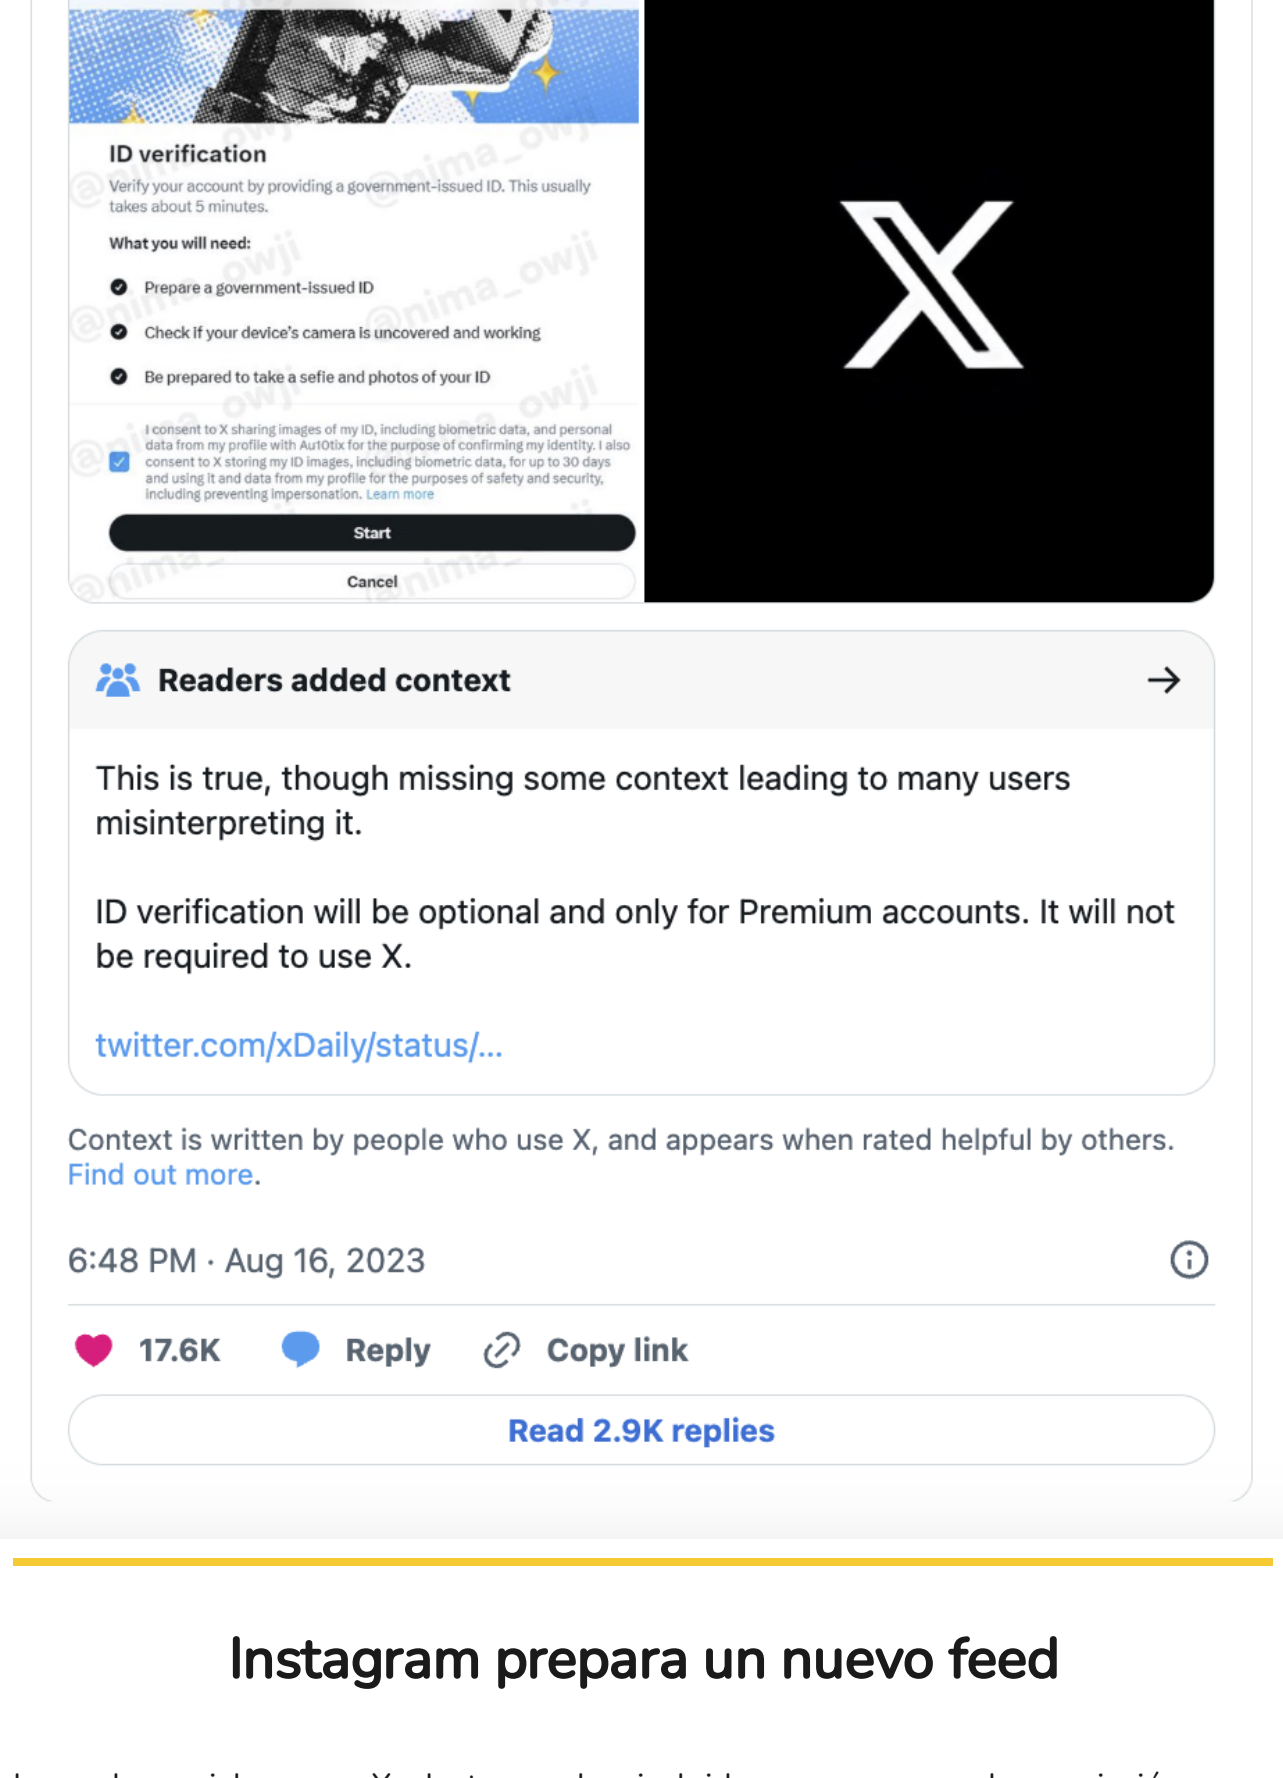 ID verification
Verify your account by providing a government-issued ID. This usually
takes about 5 minutes.
What you will need:
Prepare a government-issued ID
Check if your device's camera is uncovered and working
Be prepared to take a sefie and photos of your ID
I consent to X sharing images of my ID, including biometric data, and personal
data from my profile with Au10tix for the purpose of confirming my identity. I also
consent to X storing my ID images, including biometric data, for up to 30 days
and using it and data from my profile for the purposes of safety and security,
including preventing impersonation. Learn more
Start
Cancel
@nima_owji
X
Readers added context
This is true, though missing some context leading to many users
misinterpreting it.
ID verification will be optional and only for Premium accounts. It will not
be required to use X.
twitter.com/xDaily/status/...
Context is written by people who use X, and appears when rated helpful by others.
Find out more.
6:48 PM · Aug 16, 2023
17.6K Reply Copy link
Read 2.9K replies
Instagram prepara un nuevo feed